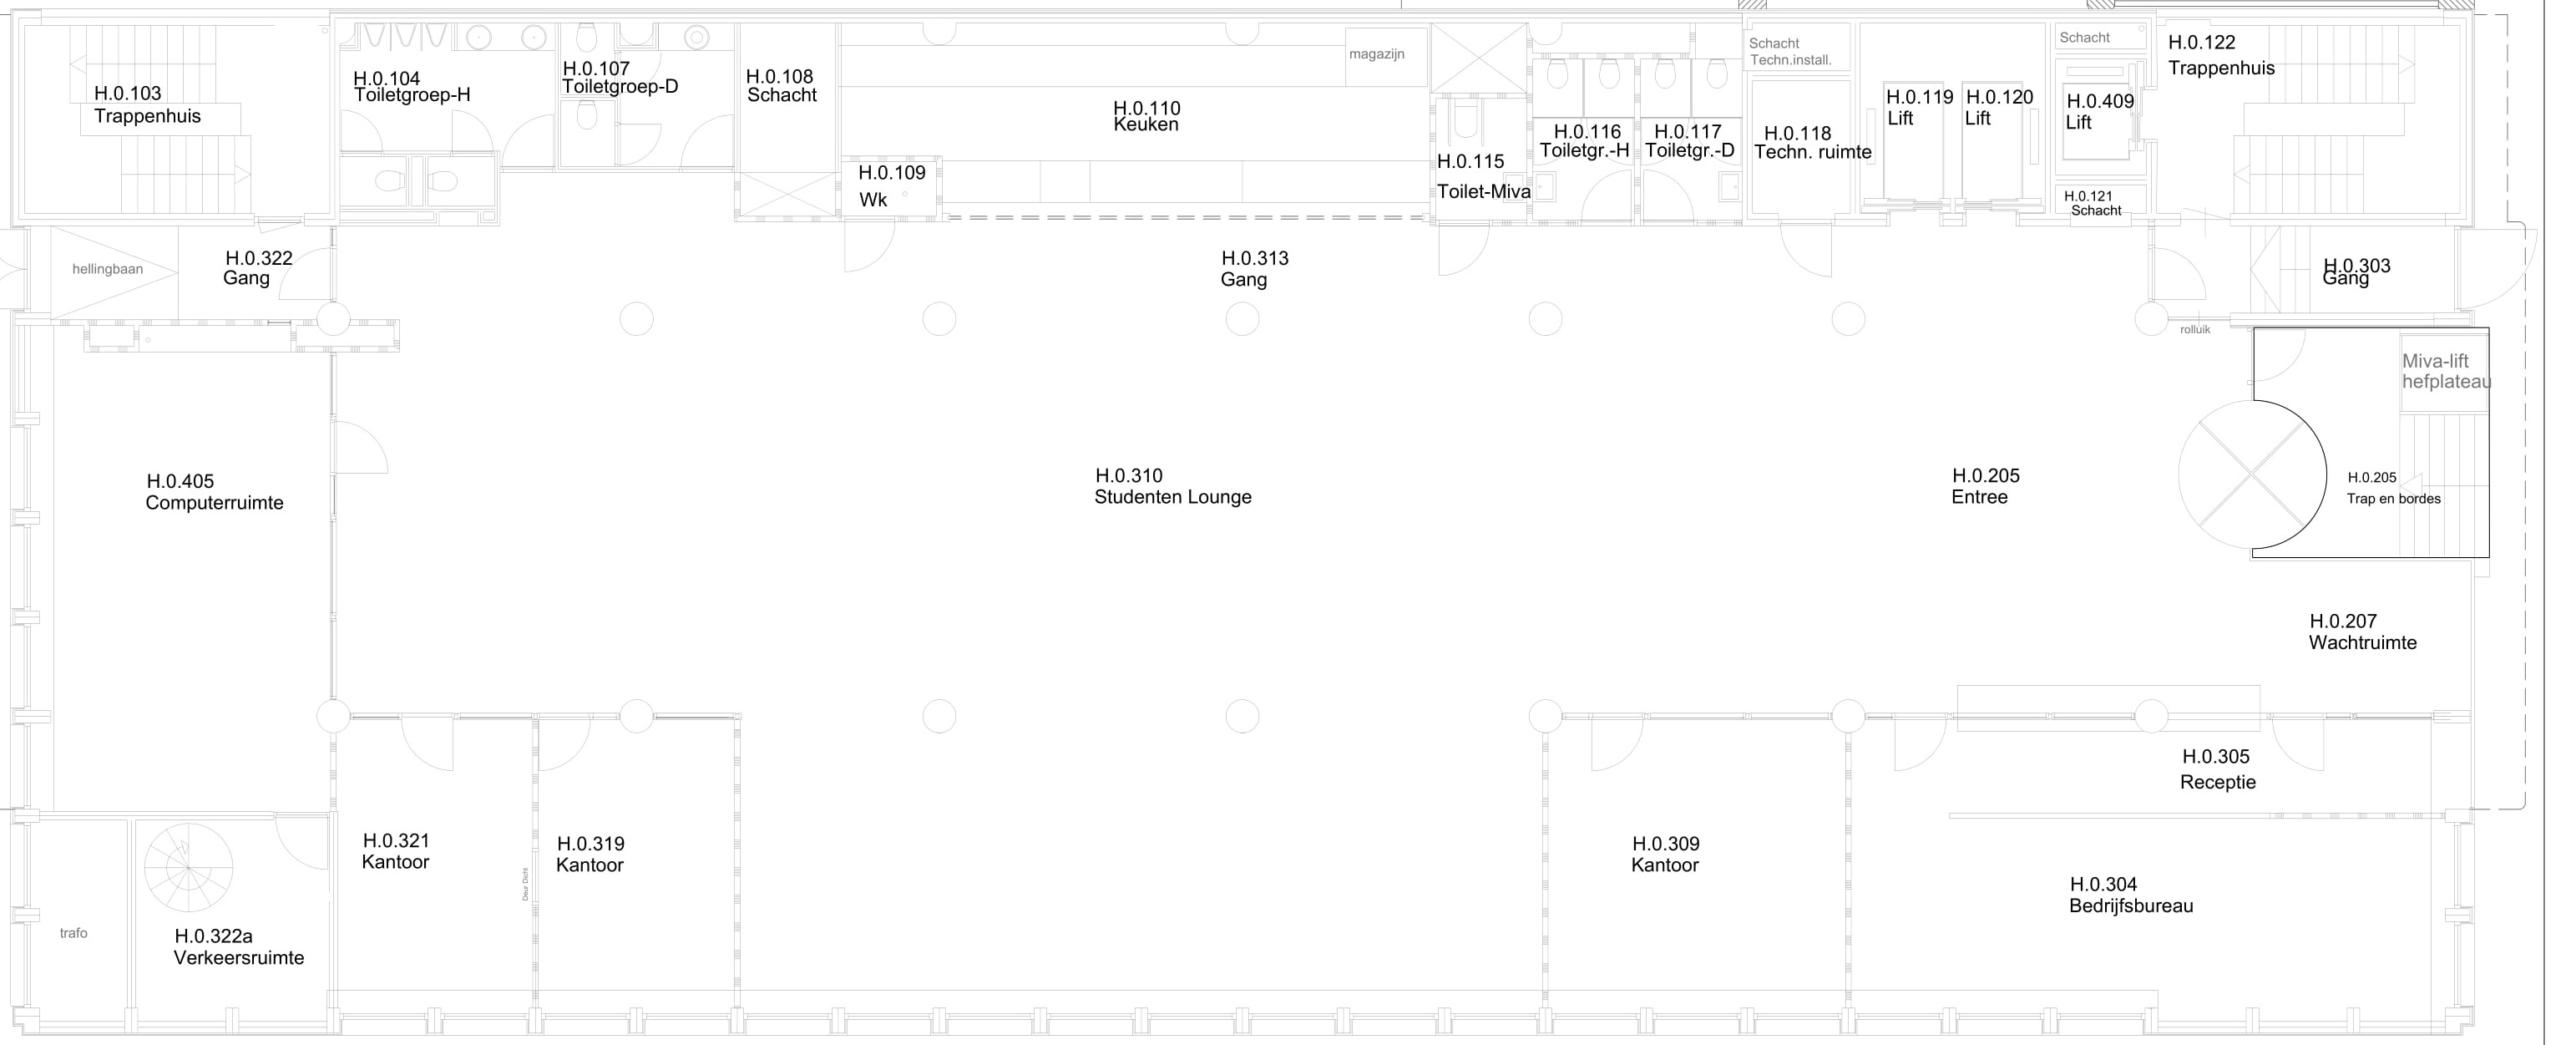 H.0.103
Trappenhuis
H.0.104
Toiletgroep-H
H.0.107
Toiletgroep-D
H.0.108
Schacht
H.0.109
Wk
H.0.110
Keuken
magazijn
H.0.115
Toilet-Miva
H.0.116
Toiletgr.-H
H.0.117
Toiletgr.-D
Schacht
Techn.install.
H.0.118
Techn. ruimte
H.0.119
Lift
H.0.120
Lift
Schacht
H.0.409
Lift
H.0.121
Schacht
H.0.122
Trappenhuis
hellingbaan
H.0.322
Gang
H.0.313
Gang
H.0.303
Gang
rolluik
Miva-lift
hefplateau
H.0.405
Computerruimte
H.0.310
Studenten Lounge
H.0.205
Entree
H.0.205
Trap en bordes
H.0.207
Wachtruimte
H.0.305
Receptie
H.0.321
Kantoor
Deur Dicht
H.0.319
Kantoor
H.0.309
Kantoor
H.0.304
Bedrijfsbureau
trafo
H.0.322a
Verkeersruimte